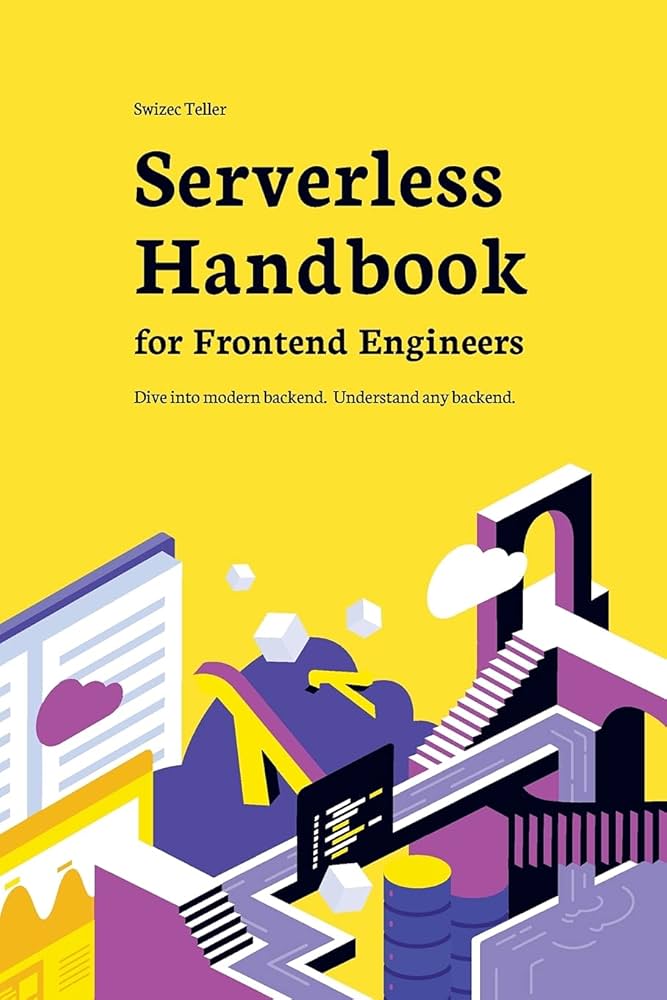 Swizec Teller
Serverless
Handbook
for Frontend Engineers
Dive into modern backend. Understand any backend.